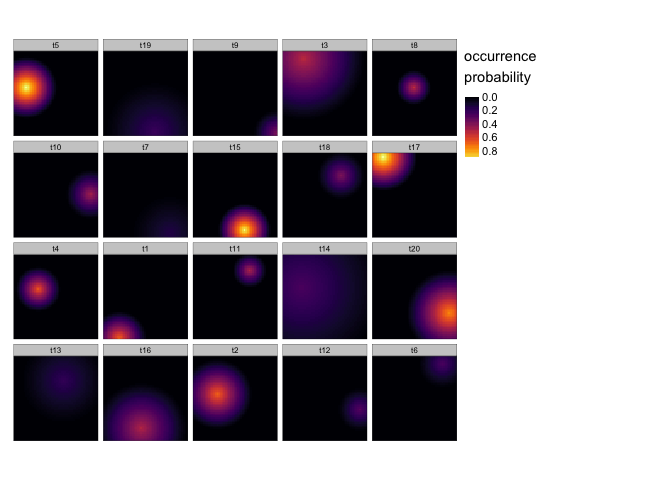 t5 t19 t9 t3 t8
occurrence
probability
0.0
0.2
0.4
0.6
0.8
t10 t7 t15 t18 t17
t4 t1 t11 t14 t20
t13 t16 t2 t12 t6